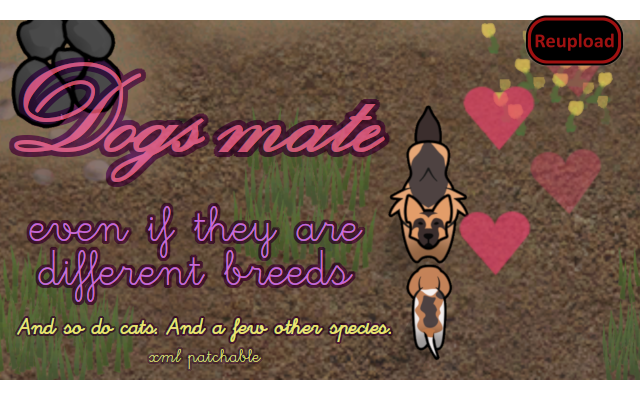 Reupload
Dogs mate
even if they are
different breeds
And so do cats. And a few other species.
xml patchable